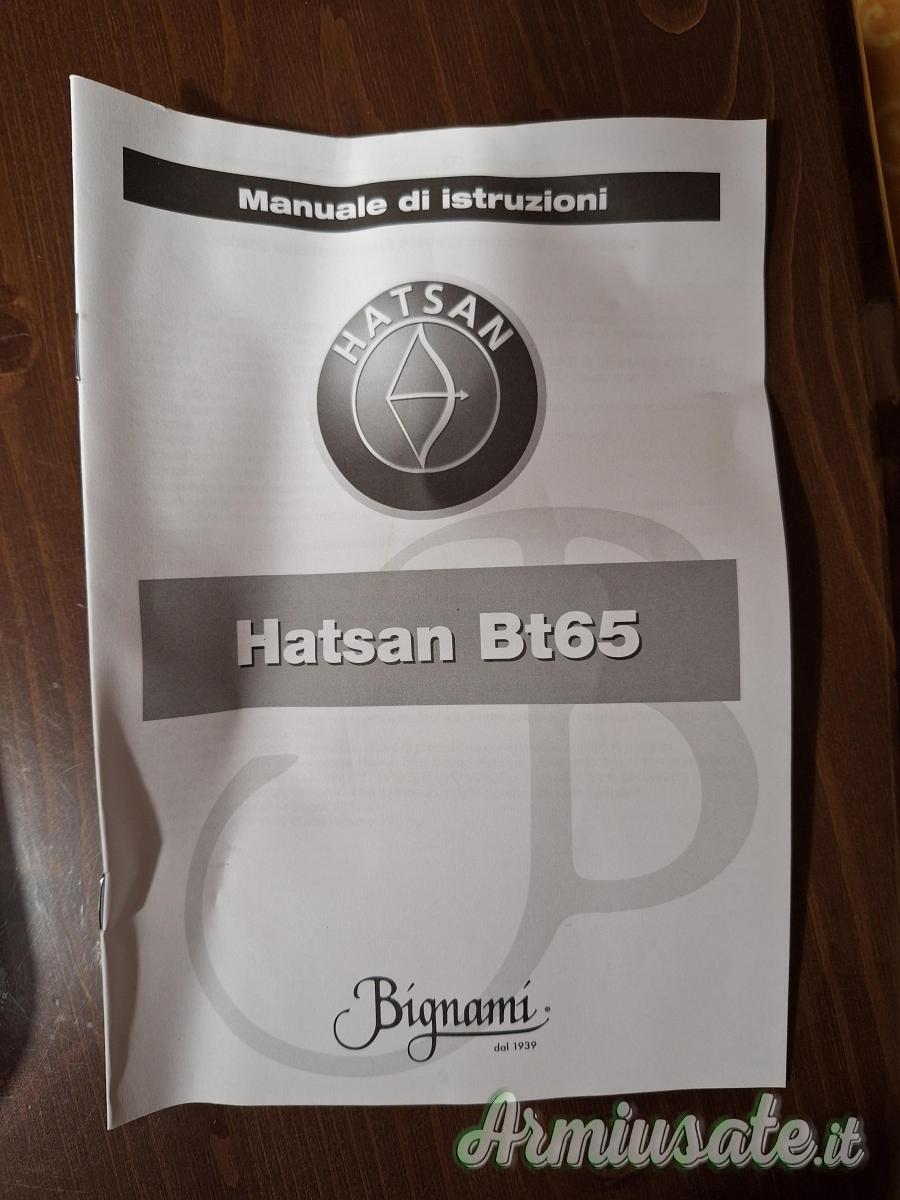 Manuale di istruzioni
HATSAN
Hatsan Bt65
Bignami
dal 1939
Armiusate.it